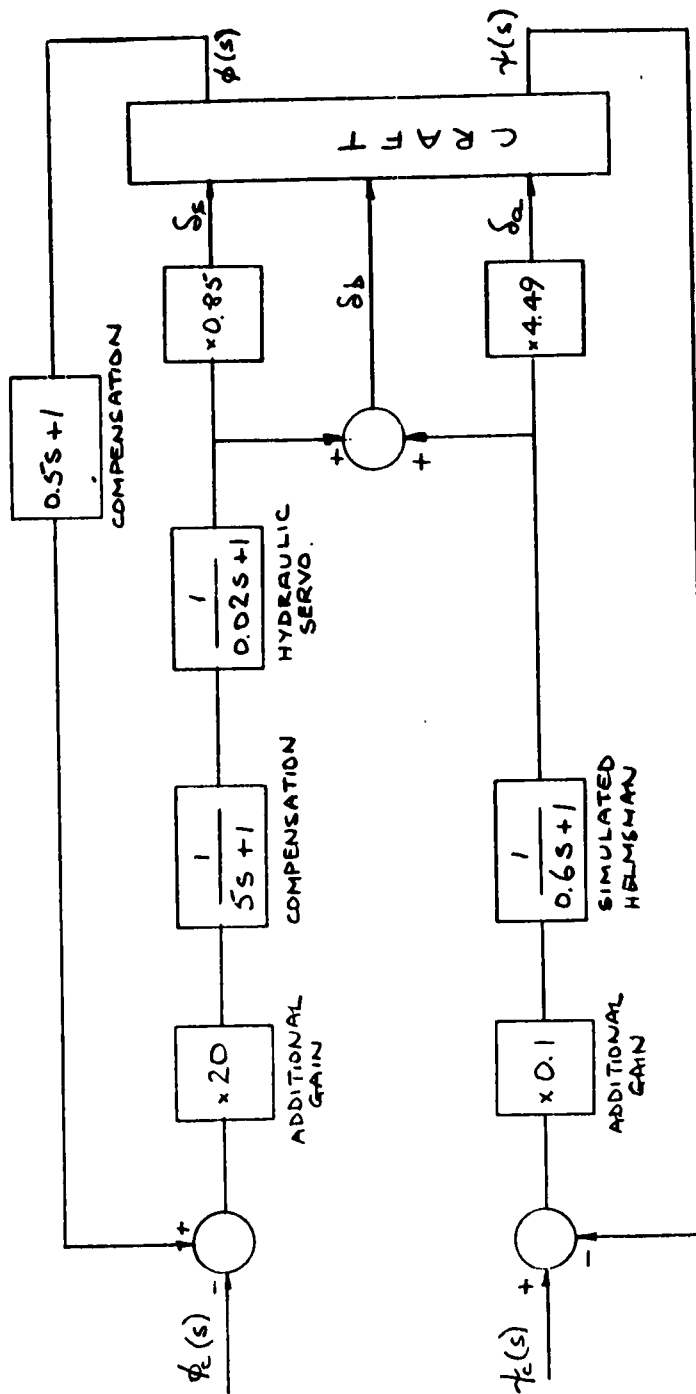 0.5s+1
COMPENSATION
ϕc(s)
-
+
×20
ADDITIONAL
GAIN
1
5s+1
COMPENSATION
1
0.02s+1
HYDRAULIC
SERVO.
×0.85
δs
ϕ(s)
+
+
δb
CRAFT
ψc(s)
+
-
×0.1
ADDITIONAL
GAIN
1
0.6s+1
SIMULATED
HELMSMAN
×4.49
δa
ψ(s)